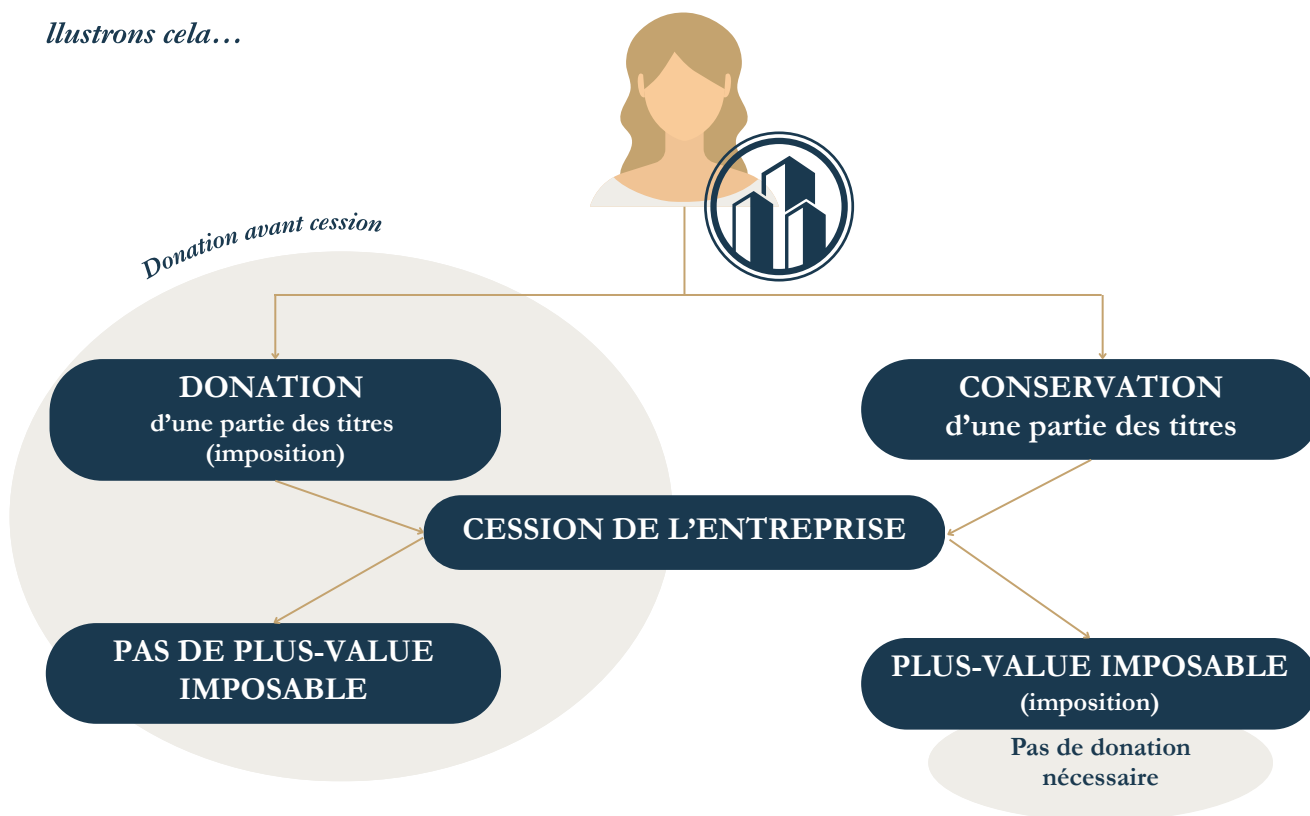 llustrons cela…
Donation avant cession
DONATION
d’une partie des titres
(imposition)
CONSERVATION
d’une partie des titres
CESSION DE L’ENTREPRISE
PAS DE PLUS-VALUE
IMPOSABLE
PLUS-VALUE IMPOSABLE
(imposition)
Pas de donation
nécessaire